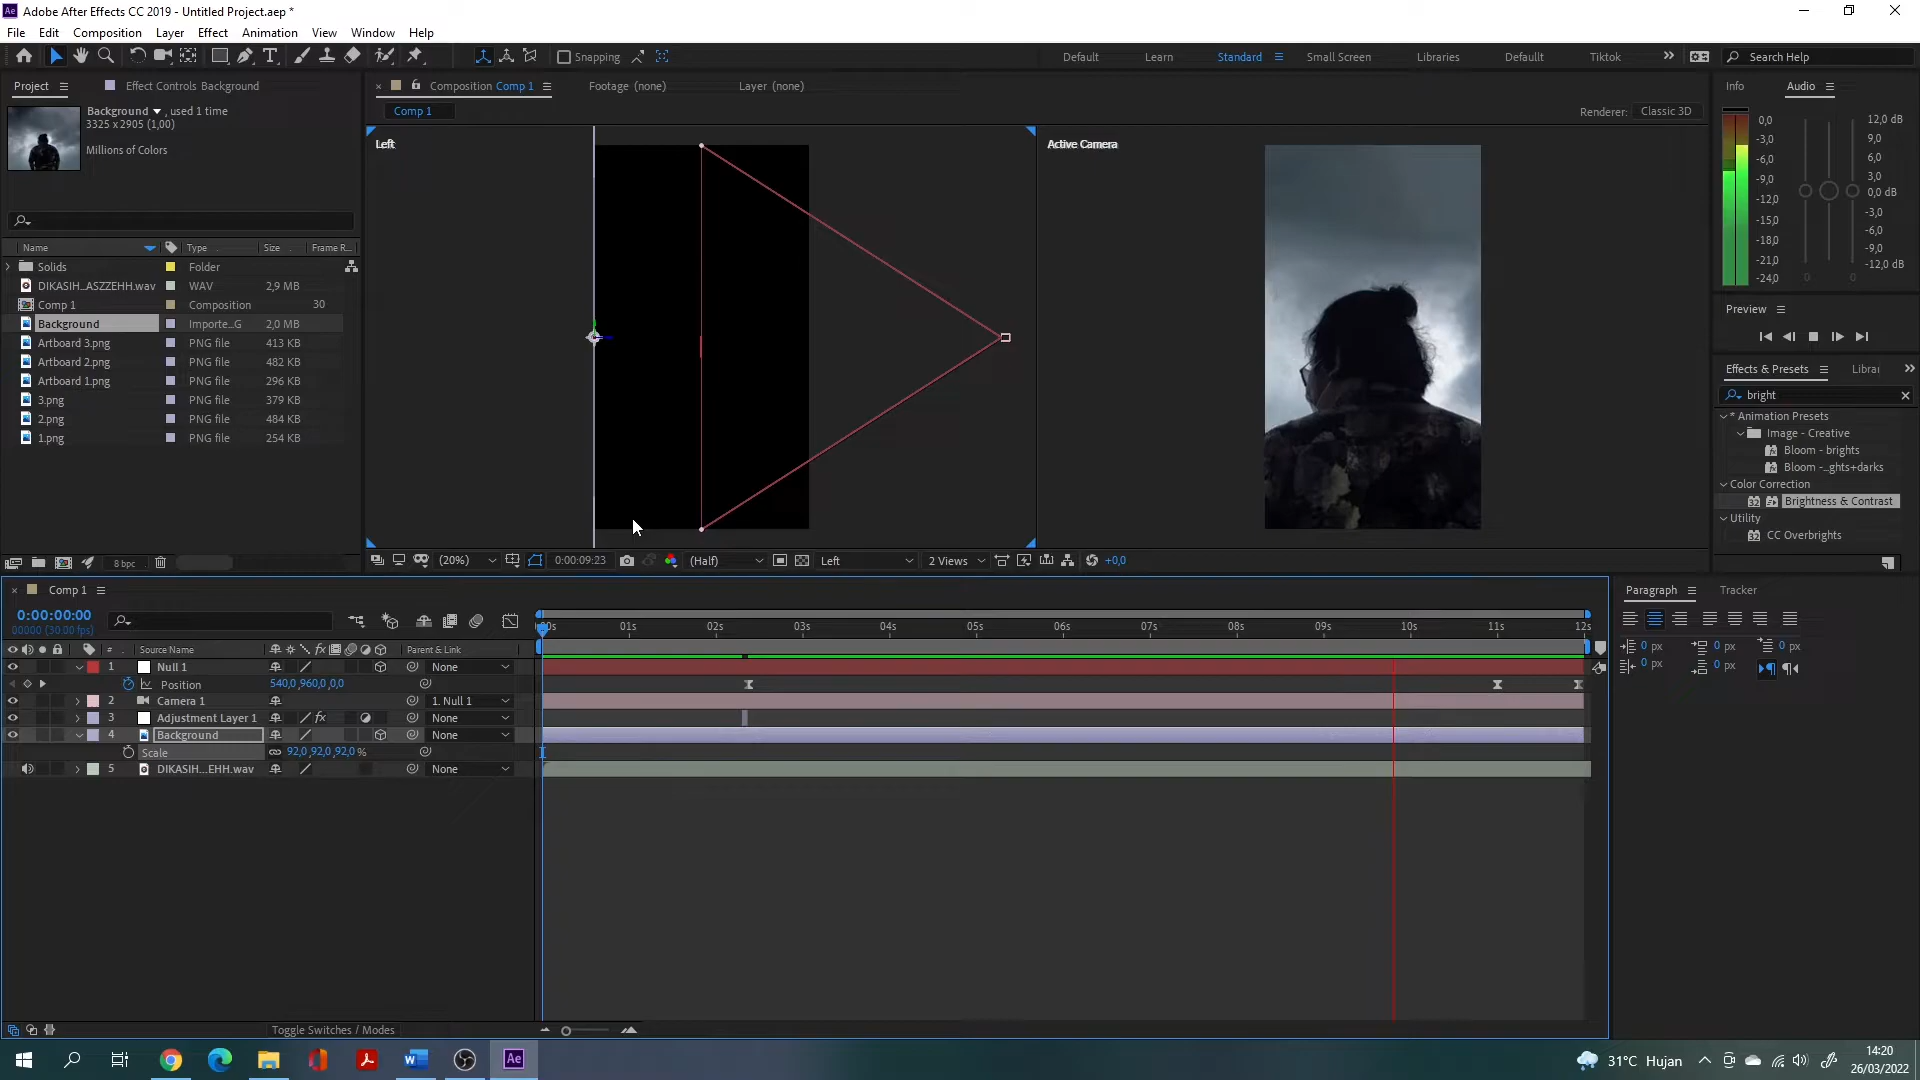 Adobe After Effects CC 2019 - Untitled Project.aep *
File Edit Composition Layer Effect Animation View Window Help
Snapping
Default Learn Standard Small Screen Libraries Defaullt Tiktok Search Help
Project Effect Controls Background
Background , used 1 time
3325 x 2905 (1,00)
Millions of Colors
Name Type Size Frame R...
Solids Folder
DIKASIH..._ASZZEHH.wav WAV 2,9 MB
Comp 1 Composition 30
Background Importe...G 2,0 MB
Artboard 3.png PNG file 413 KB
Artboard 2.png PNG file 482 KB
Artboard 1.png PNG file 296 KB
3.png PNG file 379 KB
2.png PNG file 484 KB
1.png PNG file 254 KB
8 bpc
Composition Comp 1 Footage (none) Layer (none)
Comp 1
Renderer: Classic 3D
Left
Active Camera
(20%) 0:00:09:23 (Half) Left 2 Views +0,0
Info Audio
0,0
-3,0
-6,0
-9,0
-12,0
-15,0
-18,0
-21,0
-24,0
12,0 dB
9,0
6,0
3,0
0,0 dB
-3,0
-6,0
-9,0
-12,0 dB
0 0
Preview
Effects & Presets Librai
bright
* Animation Presets
Image - Creative
Bloom - brights
Bloom -...ghts+darks
Color Correction
Brightness & Contrast
Utility
CC Overbrights
Comp 1
0:00:00:00
00000 (30.00 fps)
# Source Name Parent & Link
1 Null 1 None
Position 540,0,960,0,0,0
2 Camera 1 1. Null 1
3 Adjustment Layer 1 fx None
4 Background None
Scale 92,0,92,0,92,0 %
5 DIKASIH...EHH.wav None
00s 01s 02s 03s 04s 05s 06s 07s 08s 09s 10s 11s 12s
Toggle Switches / Modes
Paragraph Tracker
0 px 0 px 0 px
0 px 0 px
31°C Hujan
14:20
26/03/2022